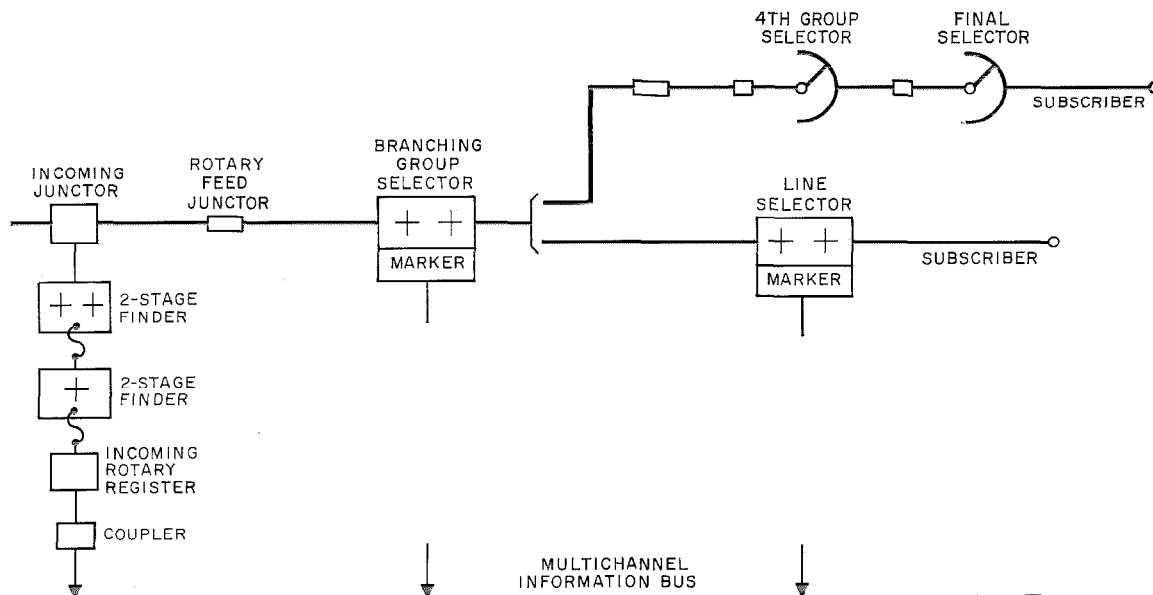 4TH GROUP
SELECTOR
FINAL
SELECTOR
SUBSCRIBER
BRANCHING
GROUP
SELECTOR
INCOMING
JUNCTOR
ROTARY
FEED
JUNCTOR
LINE
SELECTOR
MARKER
SUBSCRIBER
MARKER
2-STAGE
FINDER
2-STAGE
FINDER
INCOMING
ROTARY
REGISTER
COUPLER
MULTICHANNEL
INFORMATION BUS